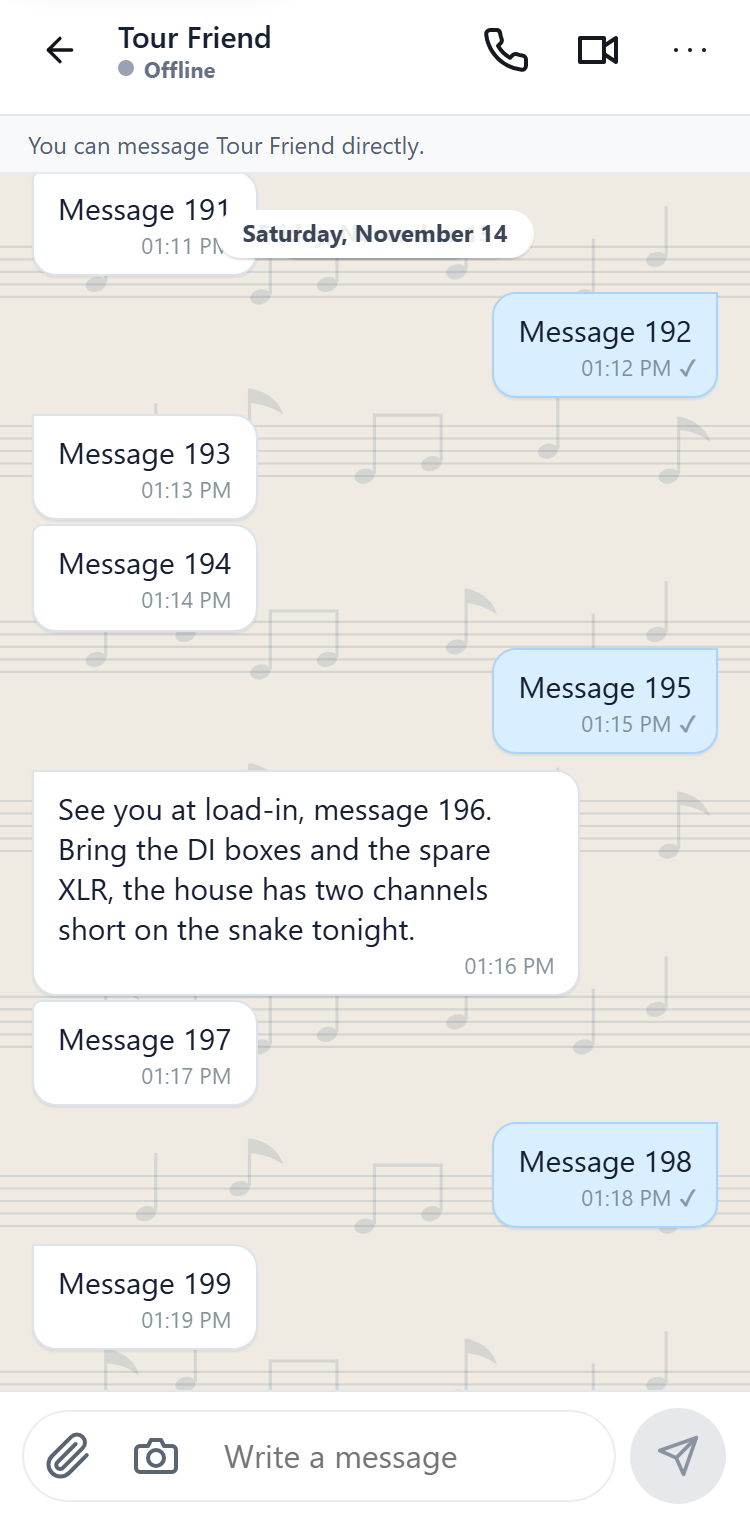 Tour Friend
Offline
You can message Tour Friend directly.
Message 191
01:11 PM
Saturday, November 14
Message 192
01:12 PM ✓
Message 193
01:13 PM
Message 194
01:14 PM
Message 195
01:15 PM ✓
See you at load-in, message 196.
Bring the DI boxes and the spare
XLR, the house has two channels
short on the snake tonight.
01:16 PM
Message 197
01:17 PM
Message 198
01:18 PM ✓
Message 199
01:19 PM
Write a message